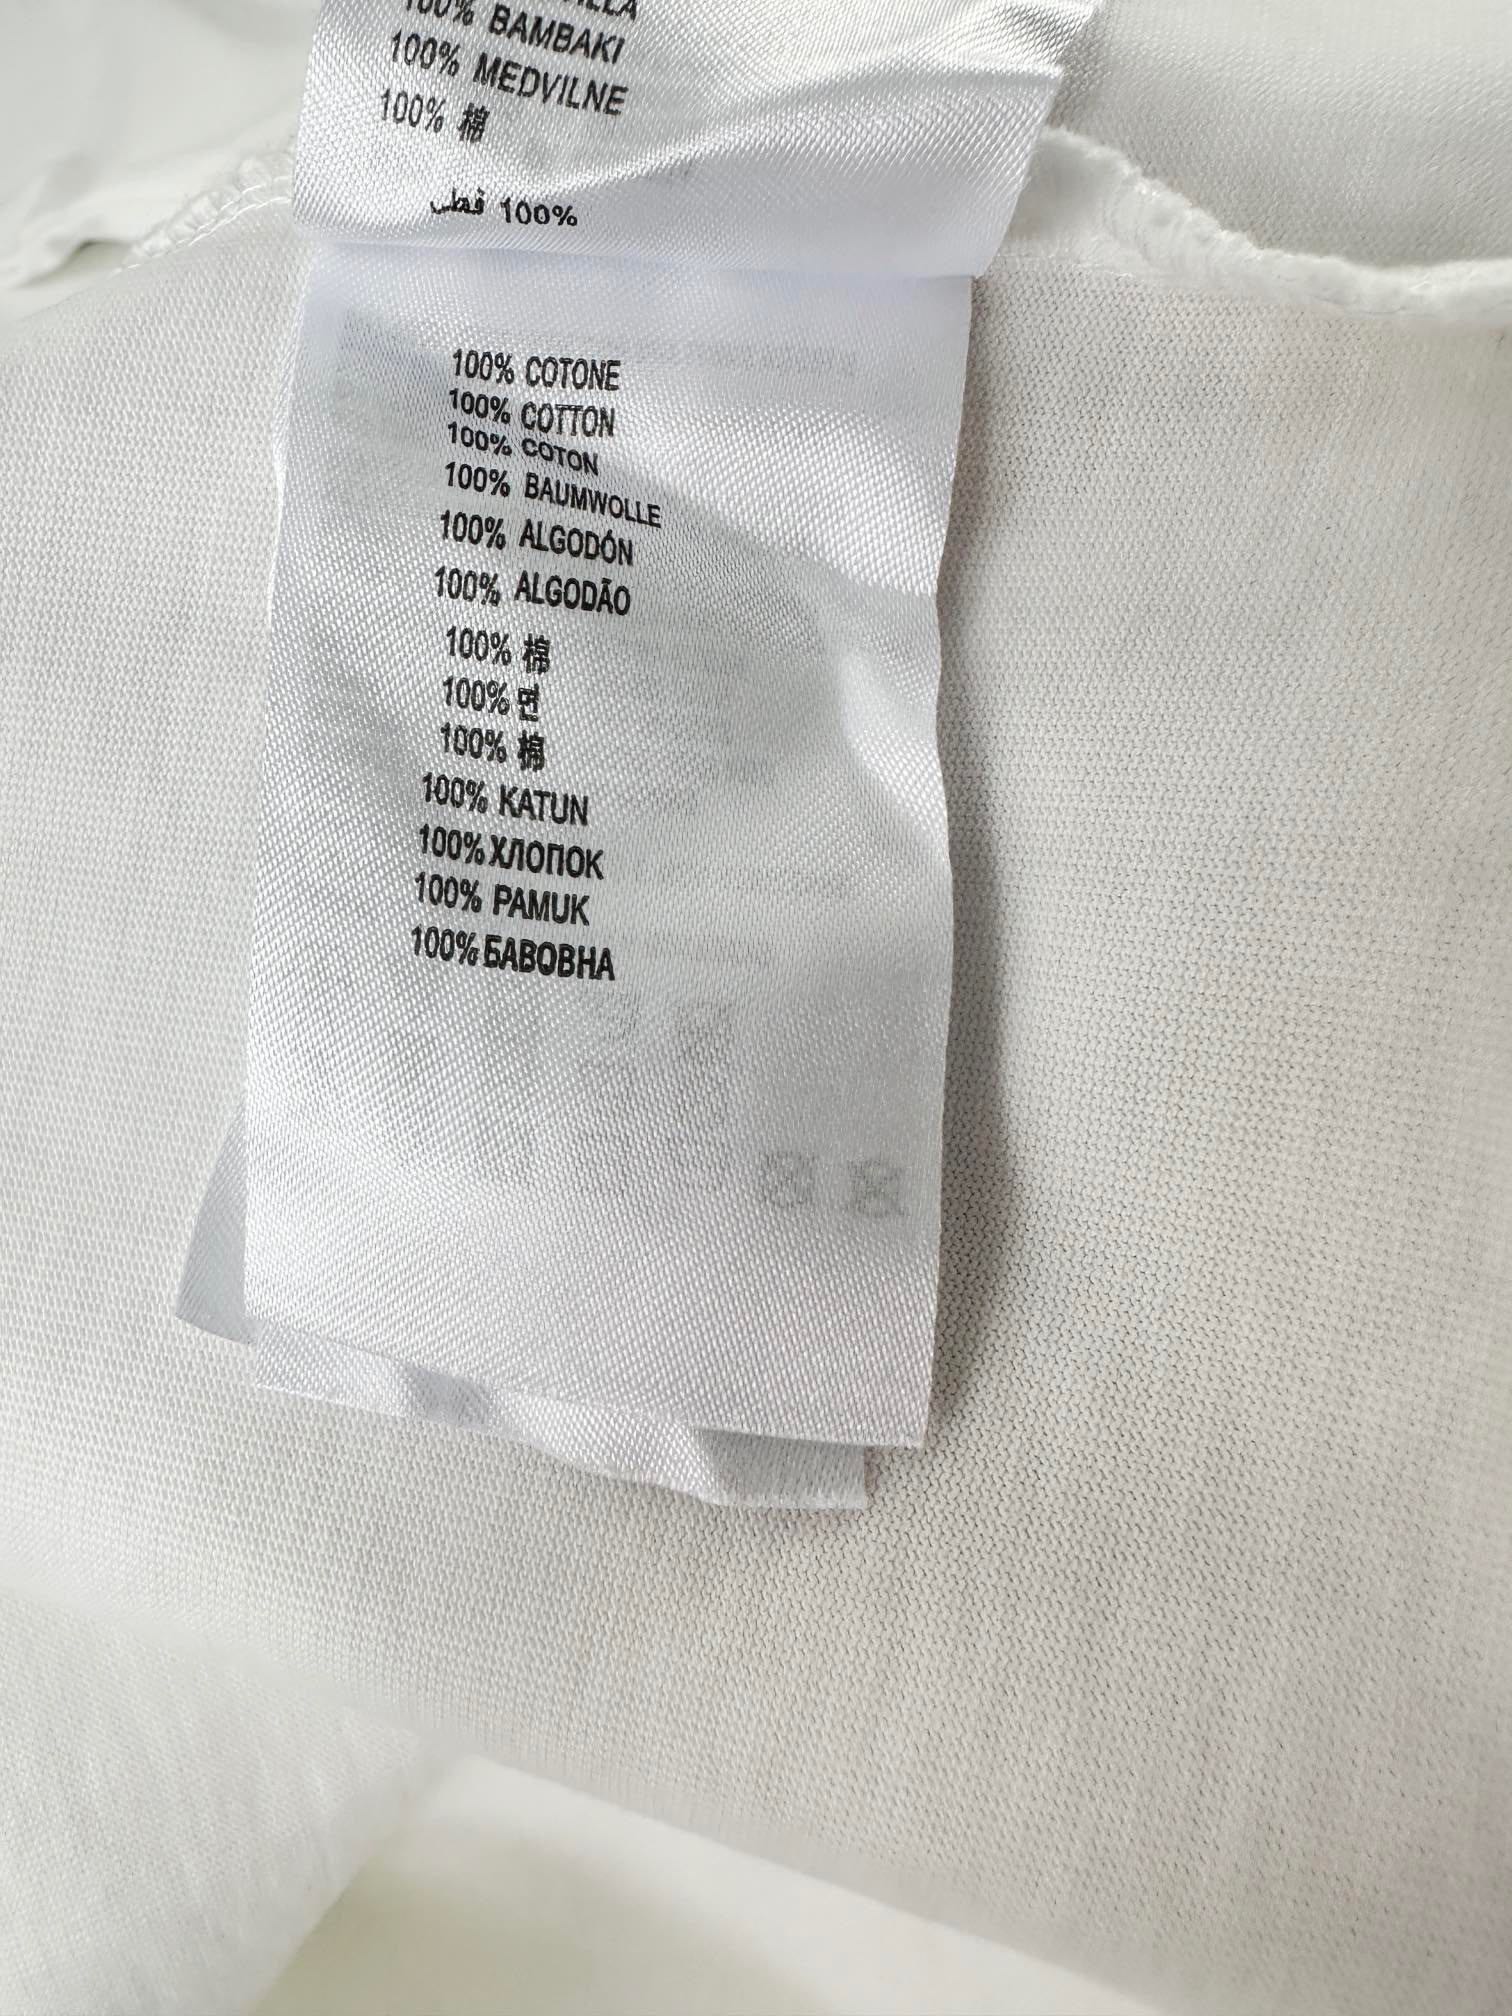 100% BAMBAKI
100% MEDVILNE
100% 棉
100% قطن
100% COTONE
100% COTTON
100% COTON
100% BAUMWOLLE
100% ALGODÓN
100% ALGODÃO
100% 棉
100% 면
100% 棉
100% KATUN
100% ХЛОПОК
100% PAMUK
100% БАВОВНА